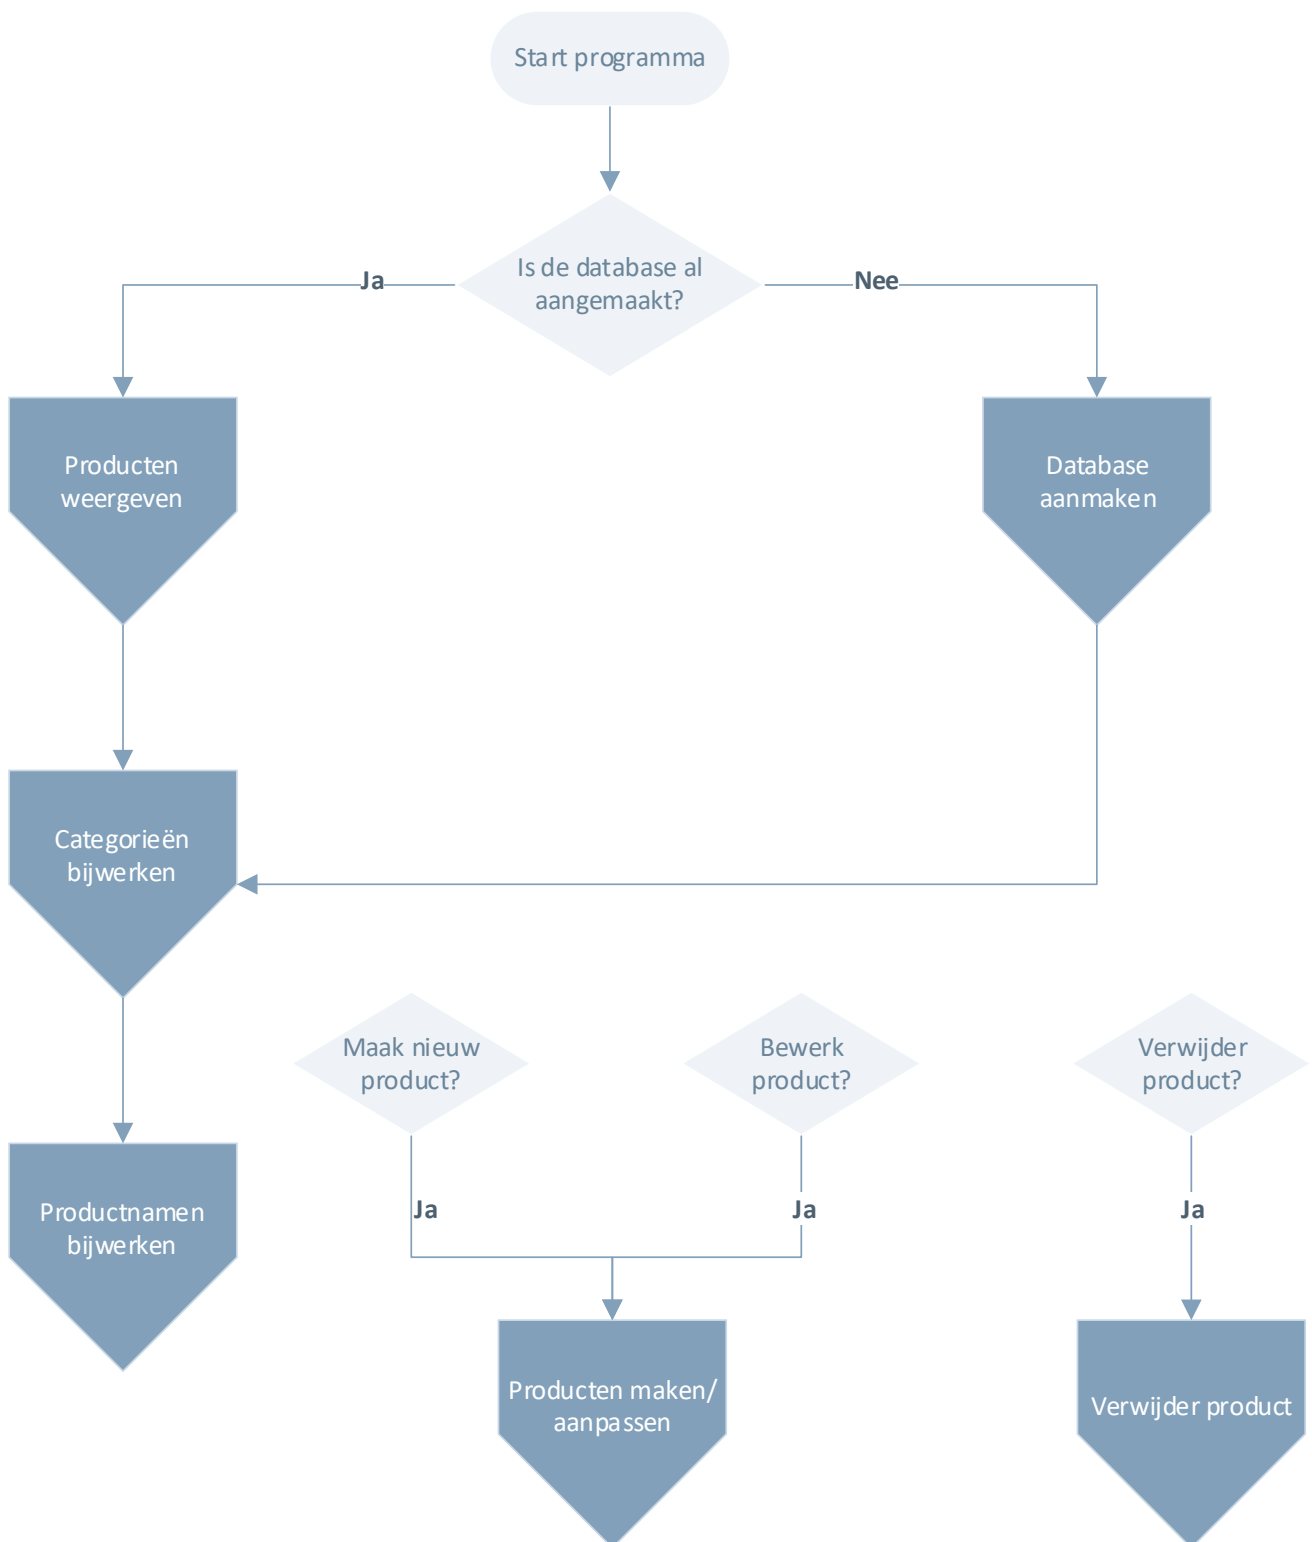 Start programma
Is de database al
aangemaakt?
Ja
Nee
Producten
weergeven
Database
aanmaken
Categorieën
bijwerken
Maak nieuw
product?
Bewerk
product?
Verwijder
product?
Ja
Ja
Ja
Productnamen
bijwerken
Producten maken/
aanpassen
Verwijder product